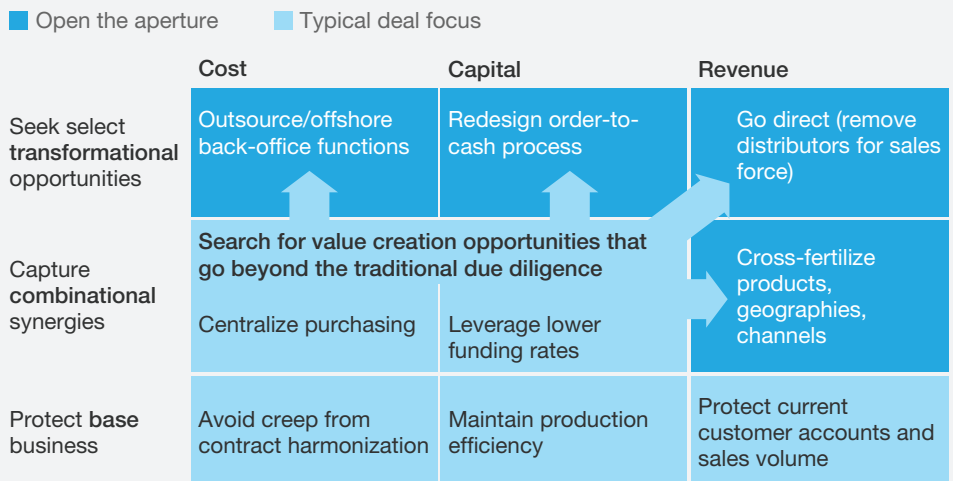 Open the aperture
Typical deal focus
Cost
Capital
Revenue
Seek select
transformational
opportunities
Outsource/offshore
back-office functions
Redesign order-to-
cash process
Go direct (remove
distributors for sales
force)
Capture
combinational
synergies
Search for value creation opportunities that
go beyond the traditional due diligence
Centralize purchasing
Leverage lower
funding rates
Cross-fertilize
products,
geographies,
channels
Protect base
business
Avoid creep from
contract harmonization
Maintain production
efficiency
Protect current
customer accounts and
sales volume